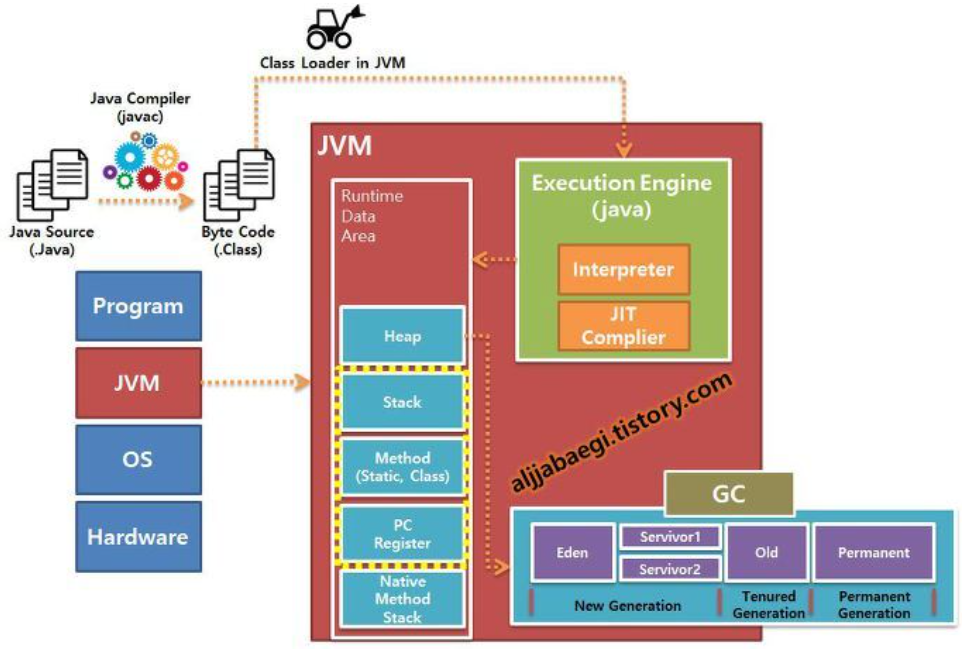 Class Loader in JVM
Java Compiler
(javac)
Java Source
(.Java)
Byte Code
(.Class)
Program
JVM
OS
Hardware
JVM
Runtime
Data
Area
Heap
Stack
Method
(Static, Class)
PC
Register
Native
Method
Stack
Execution Engine
(java)
Interpreter
JIT
Complier
aljjabaegi.tistory.com
GC
Eden
Servivor1
Servivor2
Old
Permanent
New Generation
Tenured
Generation
Permanent
Generation